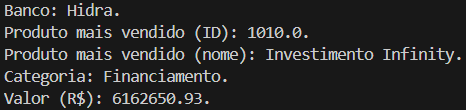 Banco: Hidra.
Produto mais vendido (ID): 1010.0.
Produto mais vendido (nome): Investimento Infinity.
Categoria: Financiamento.
Valor (R$): 6162650.93.